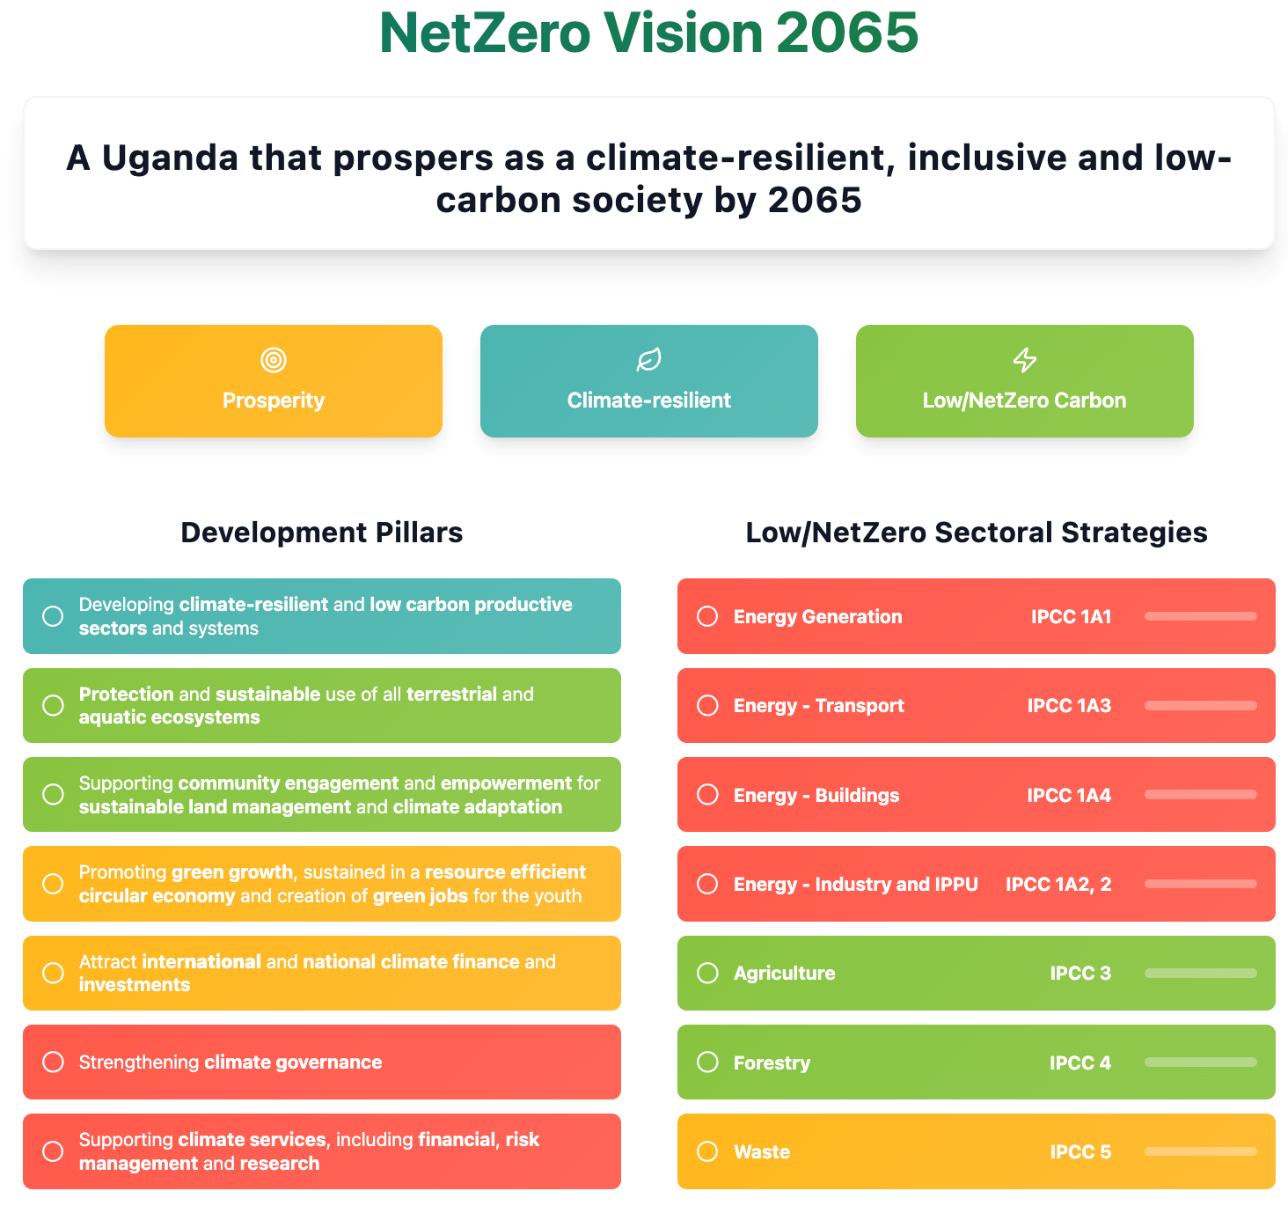 NetZero Vision 2065
A Uganda that prospers as a climate-resilient, inclusive and low-
carbon society by 2065
Prosperity
Climate-resilient
Low/NetZero Carbon
Development Pillars
Developing climate-resilient and low carbon productive
sectors and systems
Protection and sustainable use of all terrestrial and
aquatic ecosystems
Supporting community engagement and empowerment for
sustainable land management and climate adaptation
Promoting green growth, sustained in a resource efficient
circular economy and creation of green jobs for the youth
Attract international and national climate finance and
investments
Strengthening climate governance
Supporting climate services, including financial, risk
management and research
Low/NetZero Sectoral Strategies
Energy Generation IPCC 1A1
Energy - Transport IPCC 1A3
Energy - Buildings IPCC 1A4
Energy - Industry and IPPU IPCC 1A2, 2
Agriculture IPCC 3
Forestry IPCC 4
Waste IPCC 5